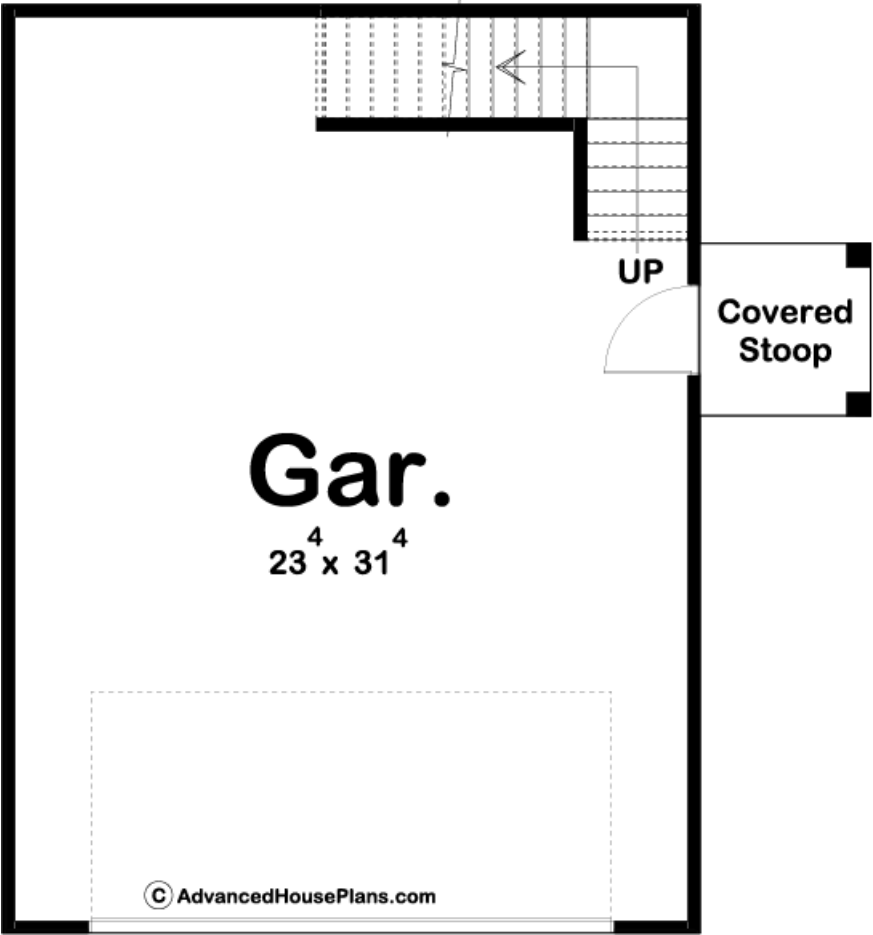 UP
Covered
Stoop
Gar.
23⁴ x 31⁴
© AdvancedHousePlans.com